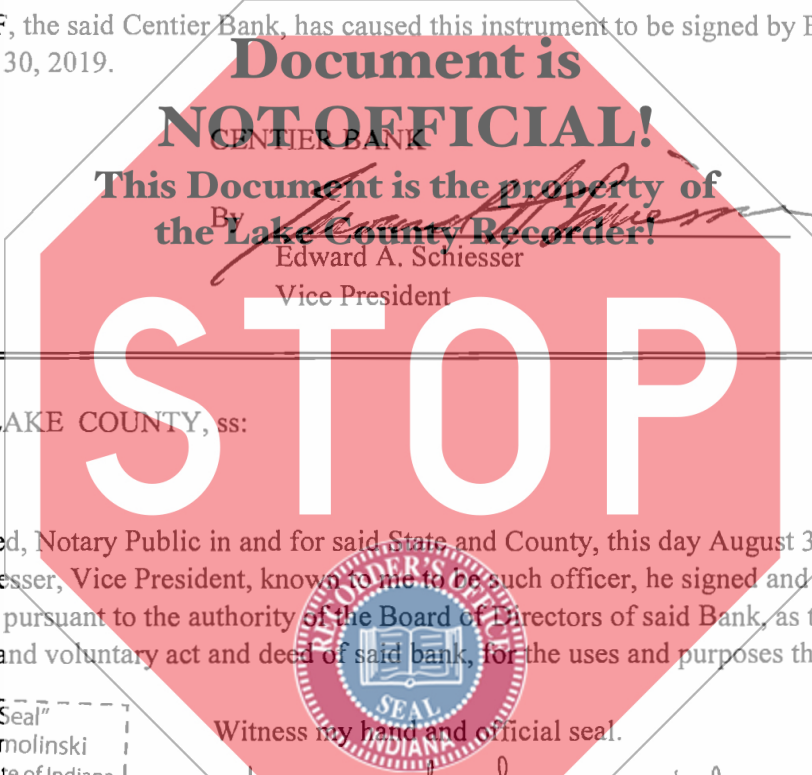 , the said Centier Bank, has caused this instrument to be signed by
30, 2019.
Document is
NOT OFFICIAL!
CENTIER BANK
This Document is the property of
By
the Lake County Recorder!
Edward A. Schiesser
Vice President
STOP
LAKE COUNTY, ss:
ed, Notary Public in and for said State and County, this day August 3
esser, Vice President, known to me to be such officer, he signed and
pursuant to the authority of the Board of Directors of said Bank, as
and voluntary act and deed of said bank, for the uses and purposes th
RECORDER'S OFFICE
SEAL
INDIANA
Seal"
molinski
Witness my hand and official seal.
te of Indiana